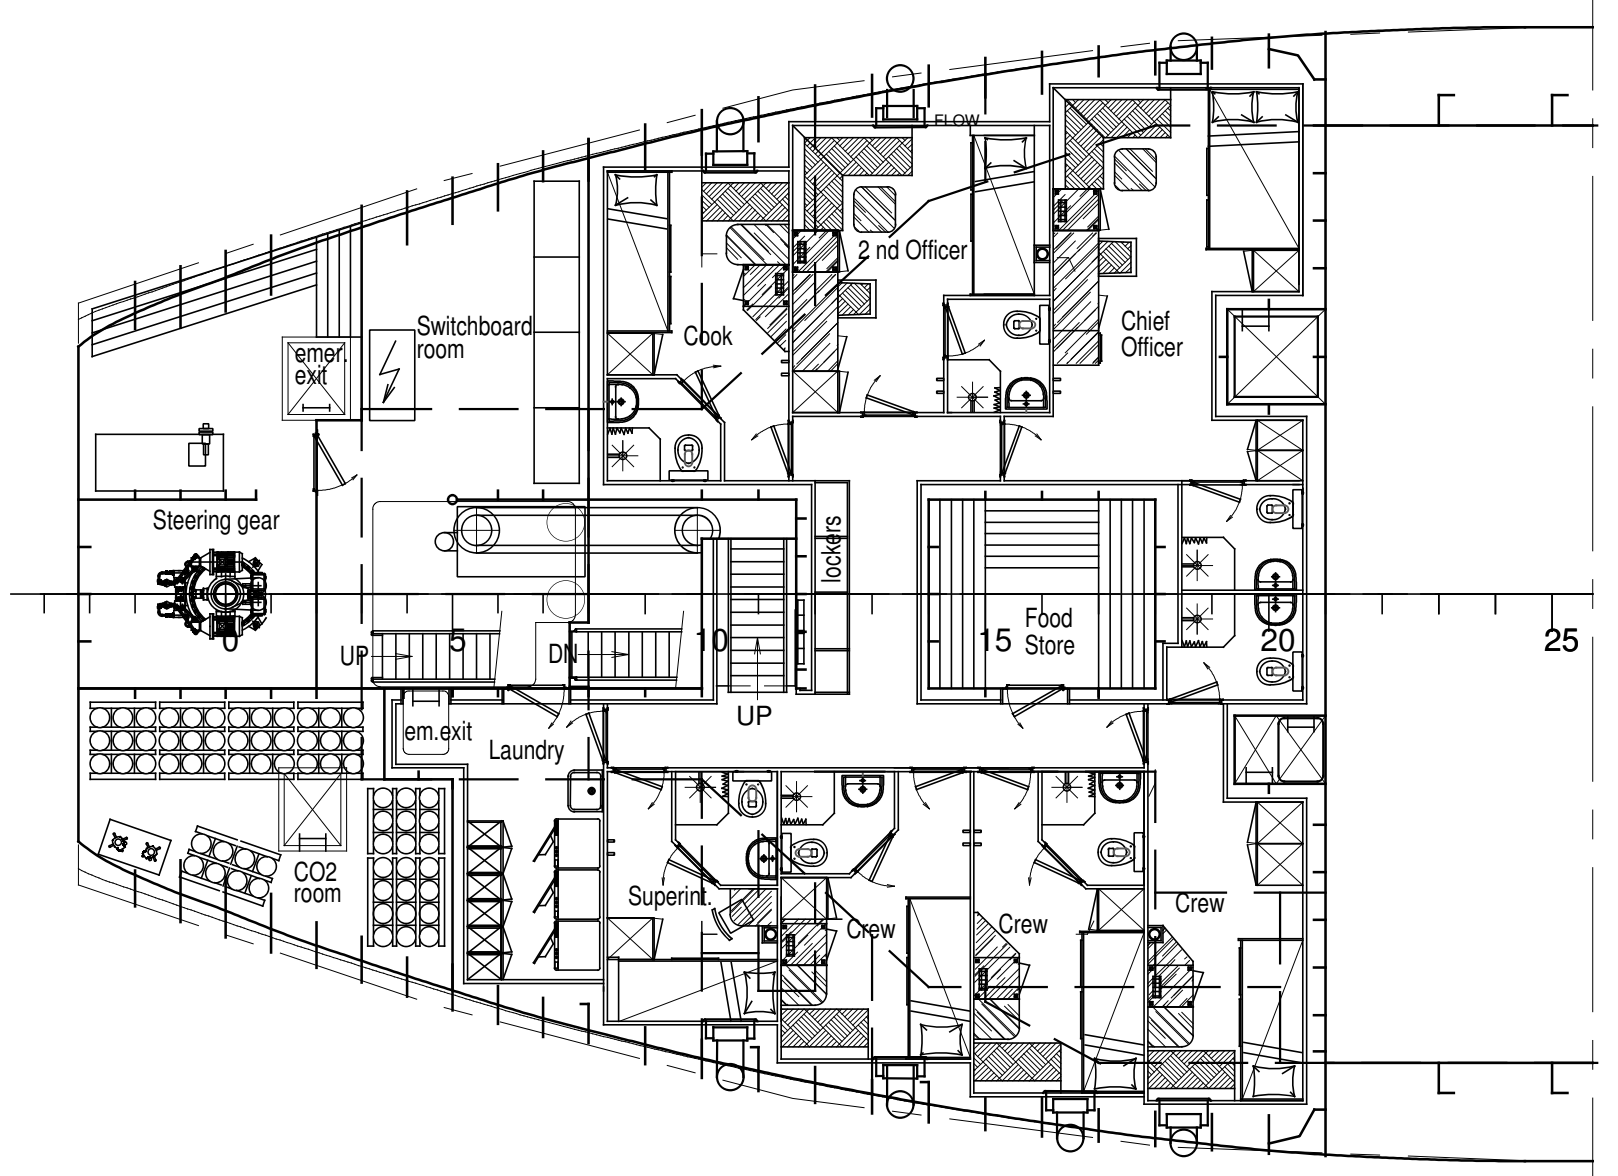 FLOW
2 nd Officer
Switchboard
room
Cook
Chief
Officer
emer.
exit
Steering gear
lockers
Food
Store
0
5
10
15
20
25
UP
DN
UP
em.exit
Laundry
CO2
room
Superint.
Crew
Crew
Crew